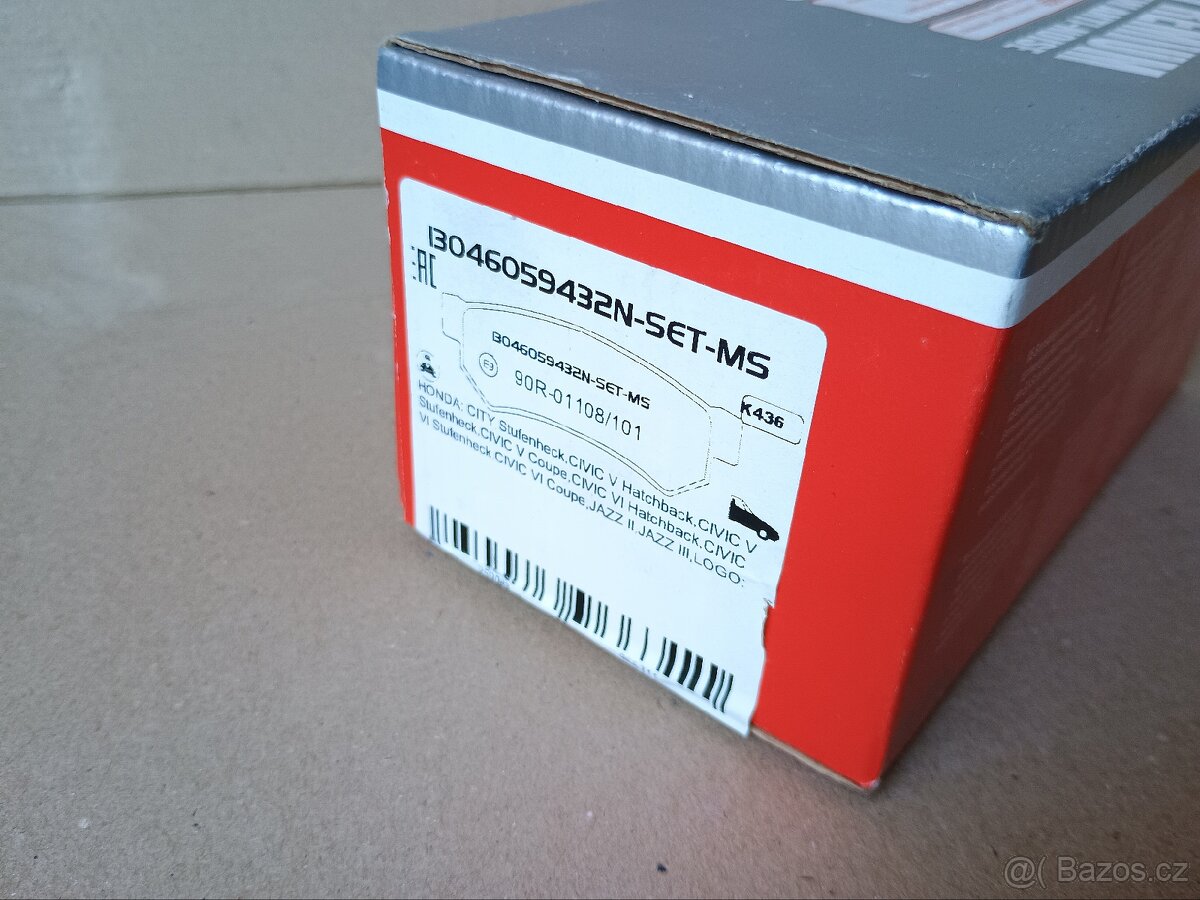 B046059432N-SET-MS
EAC
B046059432N-SET-MS
90R-01108/101
K436
HONDA: CITY Stufenheck,CIVIC V Hatchback,CIVIC V
Stufenheck,CIVIC V Coupe,CIVIC VI Hatchback,CIVIC
VI Stufenheck,CIVIC VI Coupe,JAZZ II,JAZZ III,LOGO:
@( Bazos.cz